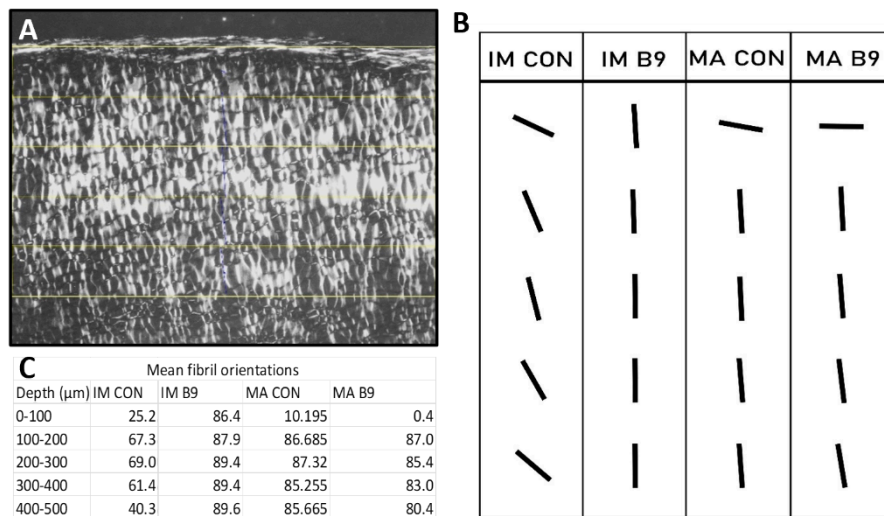 A
B
IM CON IM B9 MA CON MA B9
C
Mean fibril orientations
Depth (µm) IM CON IM B9 MA CON MA B9
0-100 25.2 86.4 10.195 0.4
100-200 67.3 87.9 86.685 87.0
200-300 69.0 89.4 87.32 85.4
300-400 61.4 89.4 85.255 83.0
400-500 40.3 89.6 85.665 80.4